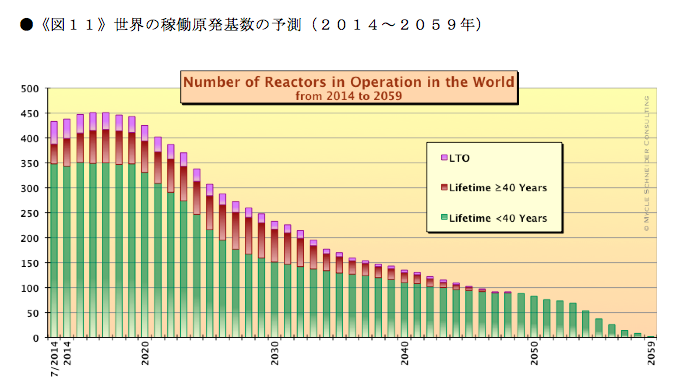 ●《図１１》世界の稼働原発基数の予測（２０１４～２０５９年）
Number of Reactors in Operation in the World
from 2014 to 2059
500
450
400
350
300
250
200
150
100
50
0
LTO
Lifetime ≥40 Years
Lifetime <40 Years
© Mycle Schneider Consulting
7/2014
2014
2020
2030
2040
2050
2059